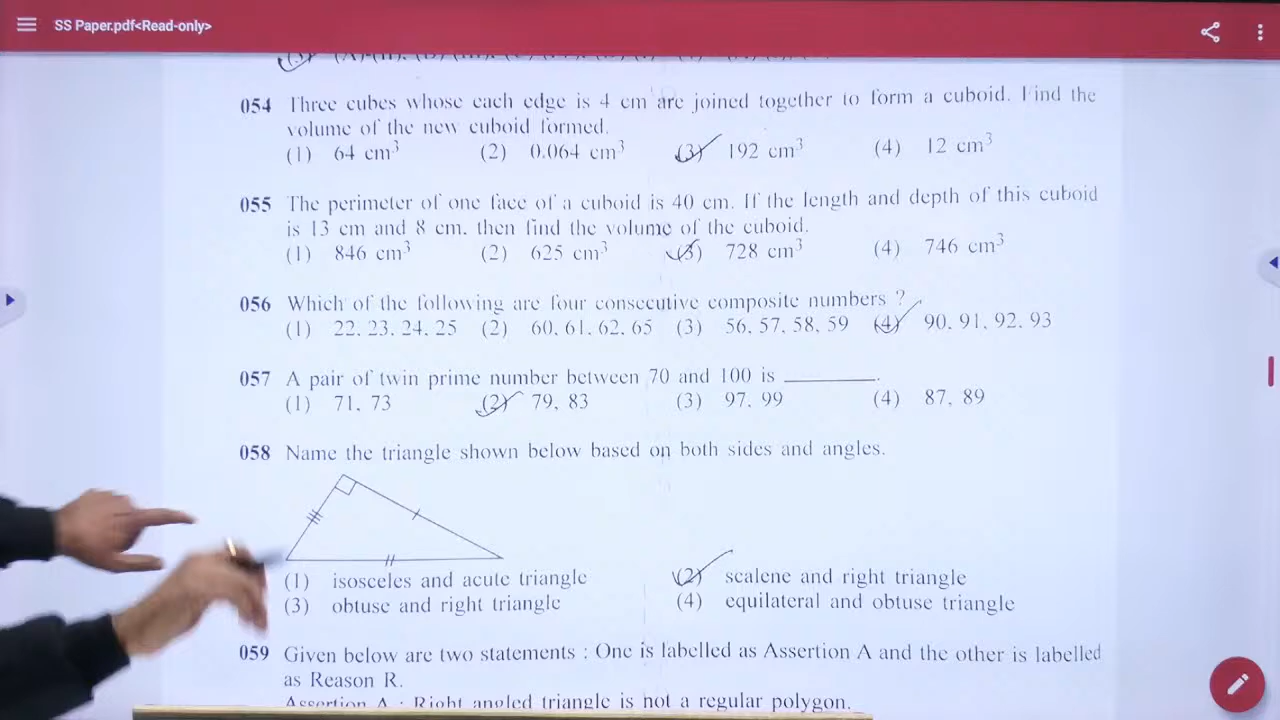 SS Paper.pdf<Read-only>
054 Three cubes whose each edge is 4 cm are joined together to form a cuboid. Find the
volume of the new cuboid formed.
(1) 64 cm³ (2) 0.064 cm³ (3) 192 cm³ (4) 12 cm³
055 The perimeter of one face of a cuboid is 40 cm. If the length and depth of this cuboid
is 13 cm and 8 cm. then find the volume of the cuboid.
(1) 846 cm³ (2) 625 cm³ (3) 728 cm³ (4) 746 cm³
056 Which of the following are four consecutive composite numbers ?
(1) 22. 23. 24. 25 (2) 60. 61. 62. 65 (3) 56. 57. 58. 59 (4) 90. 91. 92. 93
057 A pair of twin prime number between 70 and 100 is ________.
(1) 71. 73 (2) 79. 83 (3) 97. 99 (4) 87. 89
058 Name the triangle shown below based on both sides and angles.
(1) isosceles and acute triangle (2) scalene and right triangle
(3) obtuse and right triangle (4) equilateral and obtuse triangle
059 Given below are two statements : One is labelled as Assertion A and the other is labelled
as Reason R.
Assertion A : Right angled triangle is not a regular polygon.